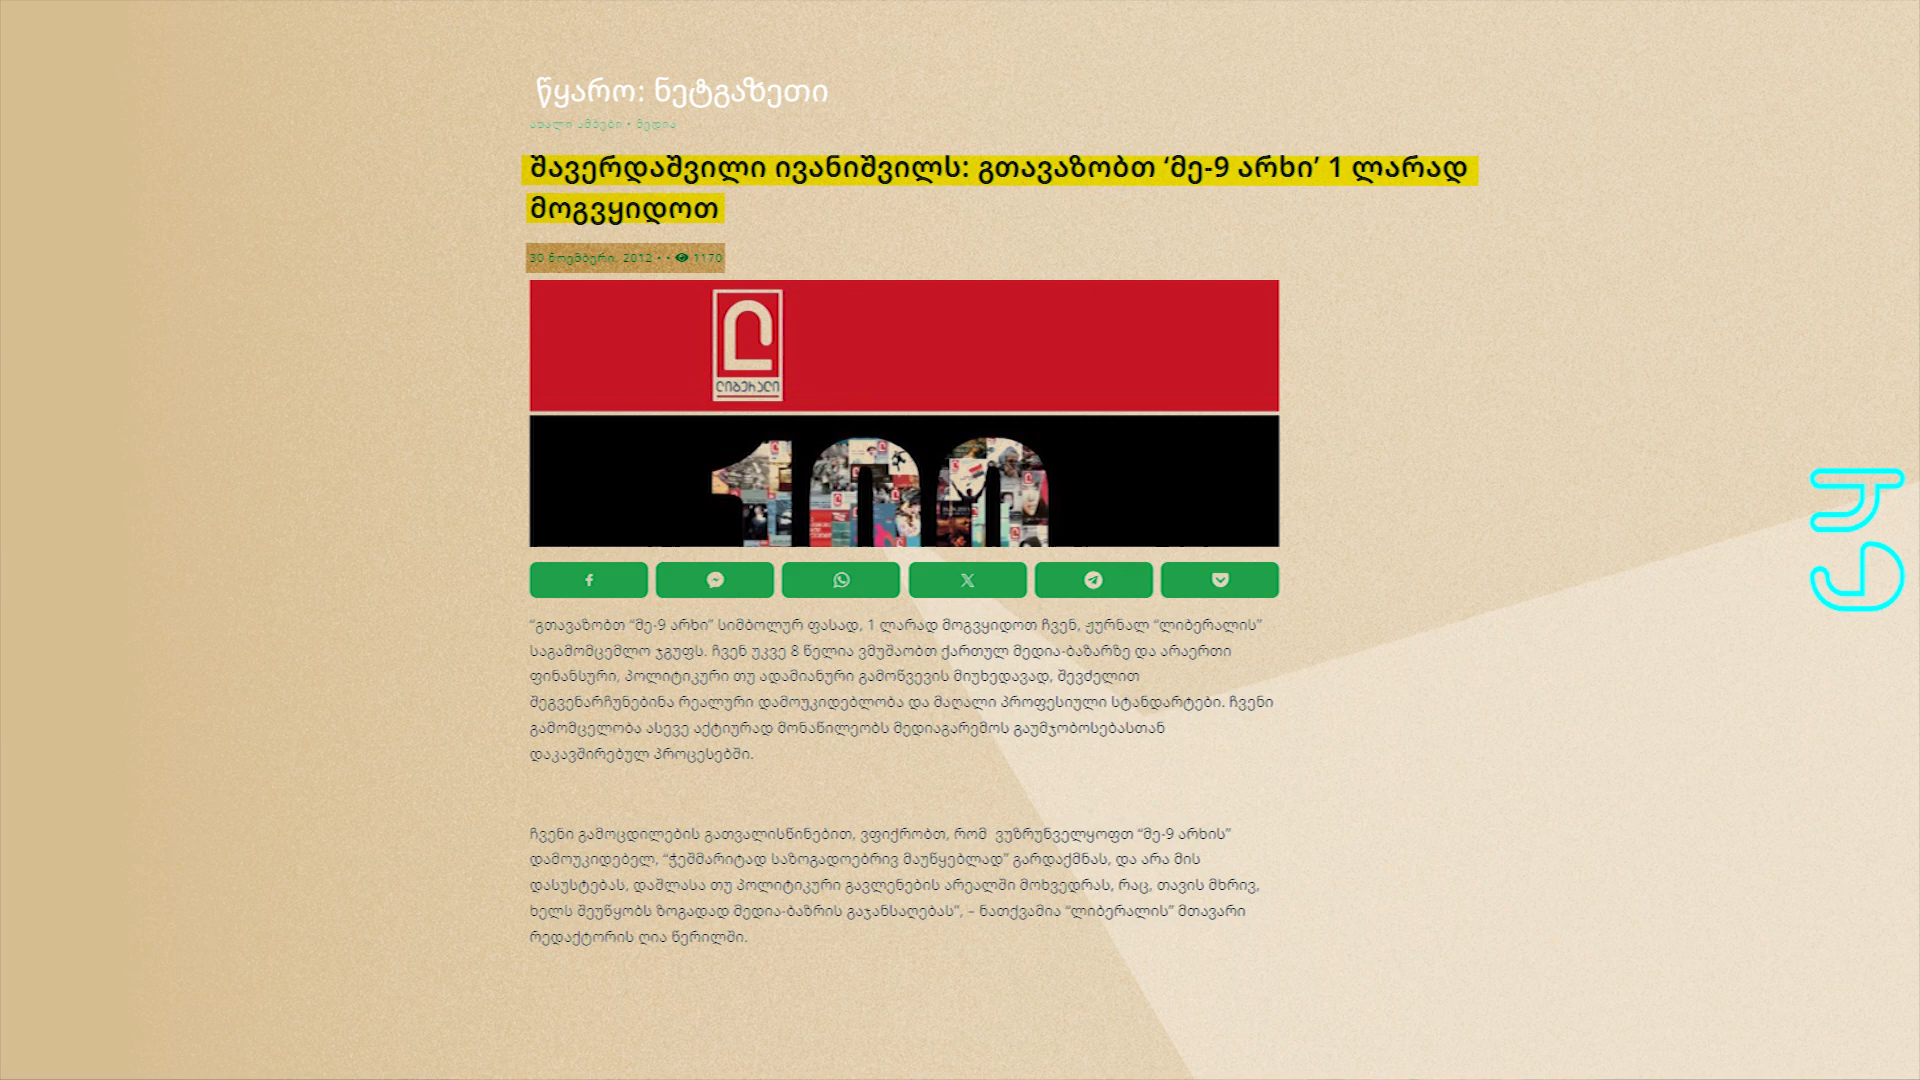 წყარო: ნეტგაზეთი
ახალი ამბები • მედია
შავერდაშვილი ივანიშვილს: გთავაზობთ ‘მე-9 არხი’ 1 ლარად
მოგვყიდოთ
30 ნოემბერი, 2012 • • 1170
ლიბერალი
100
“გთავაზობთ “მე-9 არხი” სიმბოლურ ფასად, 1 ლარად მოგვყიდოთ ჩვენ, ჟურნალ “ლიბერალის”
საგამომცემლო ჯგუფს. ჩვენ უკვე 8 წელია ვმუშაობთ ქართულ მედია-ბაზარზე და არაერთი
ფინანსური, პოლიტიკური თუ ადამიანური გამოწვევის მიუხედავად, შევძელით
შეგვენარჩუნებინა რეალური დამოუკიდებლობა და მაღალი პროფესიული სტანდარტები. ჩვენი
გამომცელობა ასევე აქტიურად მონაწილეობს მედიაგარემოს გაუმჯობოსებასთან
დაკავშირებულ პროცესებში.
ჩვენი გამოცდილების გათვალისწინებით, ვფიქრობთ, რომ ვუზრუნველყოფთ “მე-9 არხის”
დამოუკიდებელ, “ჭეშმარიტად საზოგადოებრივ მაუწყებლად” გარდაქმნას, და არა მის
დასუსტებას, დაშლასა თუ პოლიტიკური გავლენების არეალში მოხვედრას, რაც, თავის მხრივ,
ხელს შეუწყობს ზოგადად მედია-ბაზრის გაჯანსაღებას”, – ნათქვამია “ლიბერალის” მთავარი
რედაქტორის ღია წერილში.